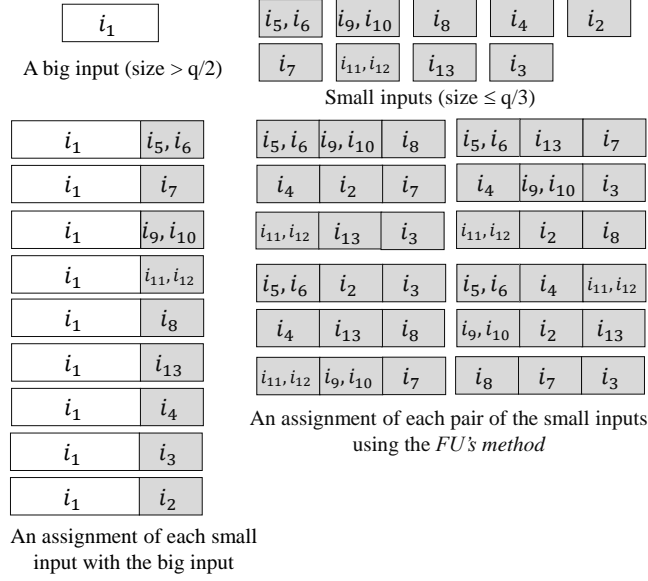 i₁
A big input (size > q/2)
i₅, i₆ i₉, i₁₀ i₈ i₄ i₂
i₇ i₁₁, i₁₂ i₁₃ i₃
Small inputs (size ≤ q/3)
i₁ i₅, i₆
i₁ i₇
i₁ i₉, i₁₀
i₁ i₁₁, i₁₂
i₁ i₈
i₁ i₁₃
i₁ i₄
i₁ i₃
i₁ i₂
An assignment of each small
input with the big input
i₅, i₆ i₉, i₁₀ i₈
i₄ i₂ i₇
i₁₁, i₁₂ i₁₃ i₃
i₅, i₆ i₁₃ i₇
i₄ i₉, i₁₀ i₃
i₁₁, i₁₂ i₂ i₈
i₅, i₆ i₂ i₃
i₄ i₁₃ i₈
i₁₁, i₁₂ i₉, i₁₀ i₇
i₅, i₆ i₄ i₁₁, i₁₂
i₉, i₁₀ i₂ i₁₃
i₈ i₇ i₃
An assignment of each pair of the small inputs
using the FU's method